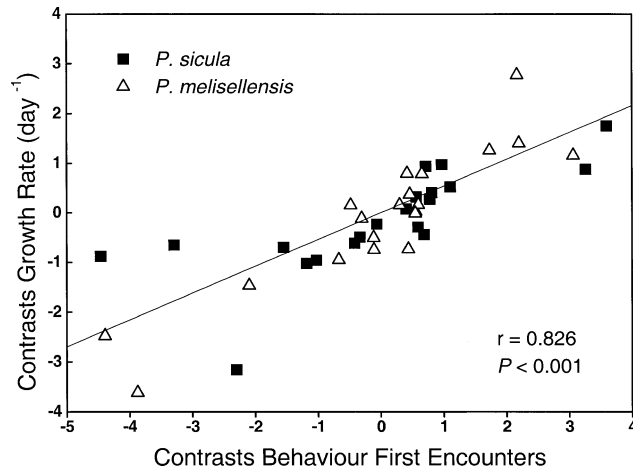 4
3
2
1
0
-1
-2
-3
-4
Contrasts Growth Rate (day⁻¹)
P. sicula
P. melisellensis
r = 0.826
P < 0.001
-5 -4 -3 -2 -1 0 1 2 3 4
Contrasts Behaviour First Encounters